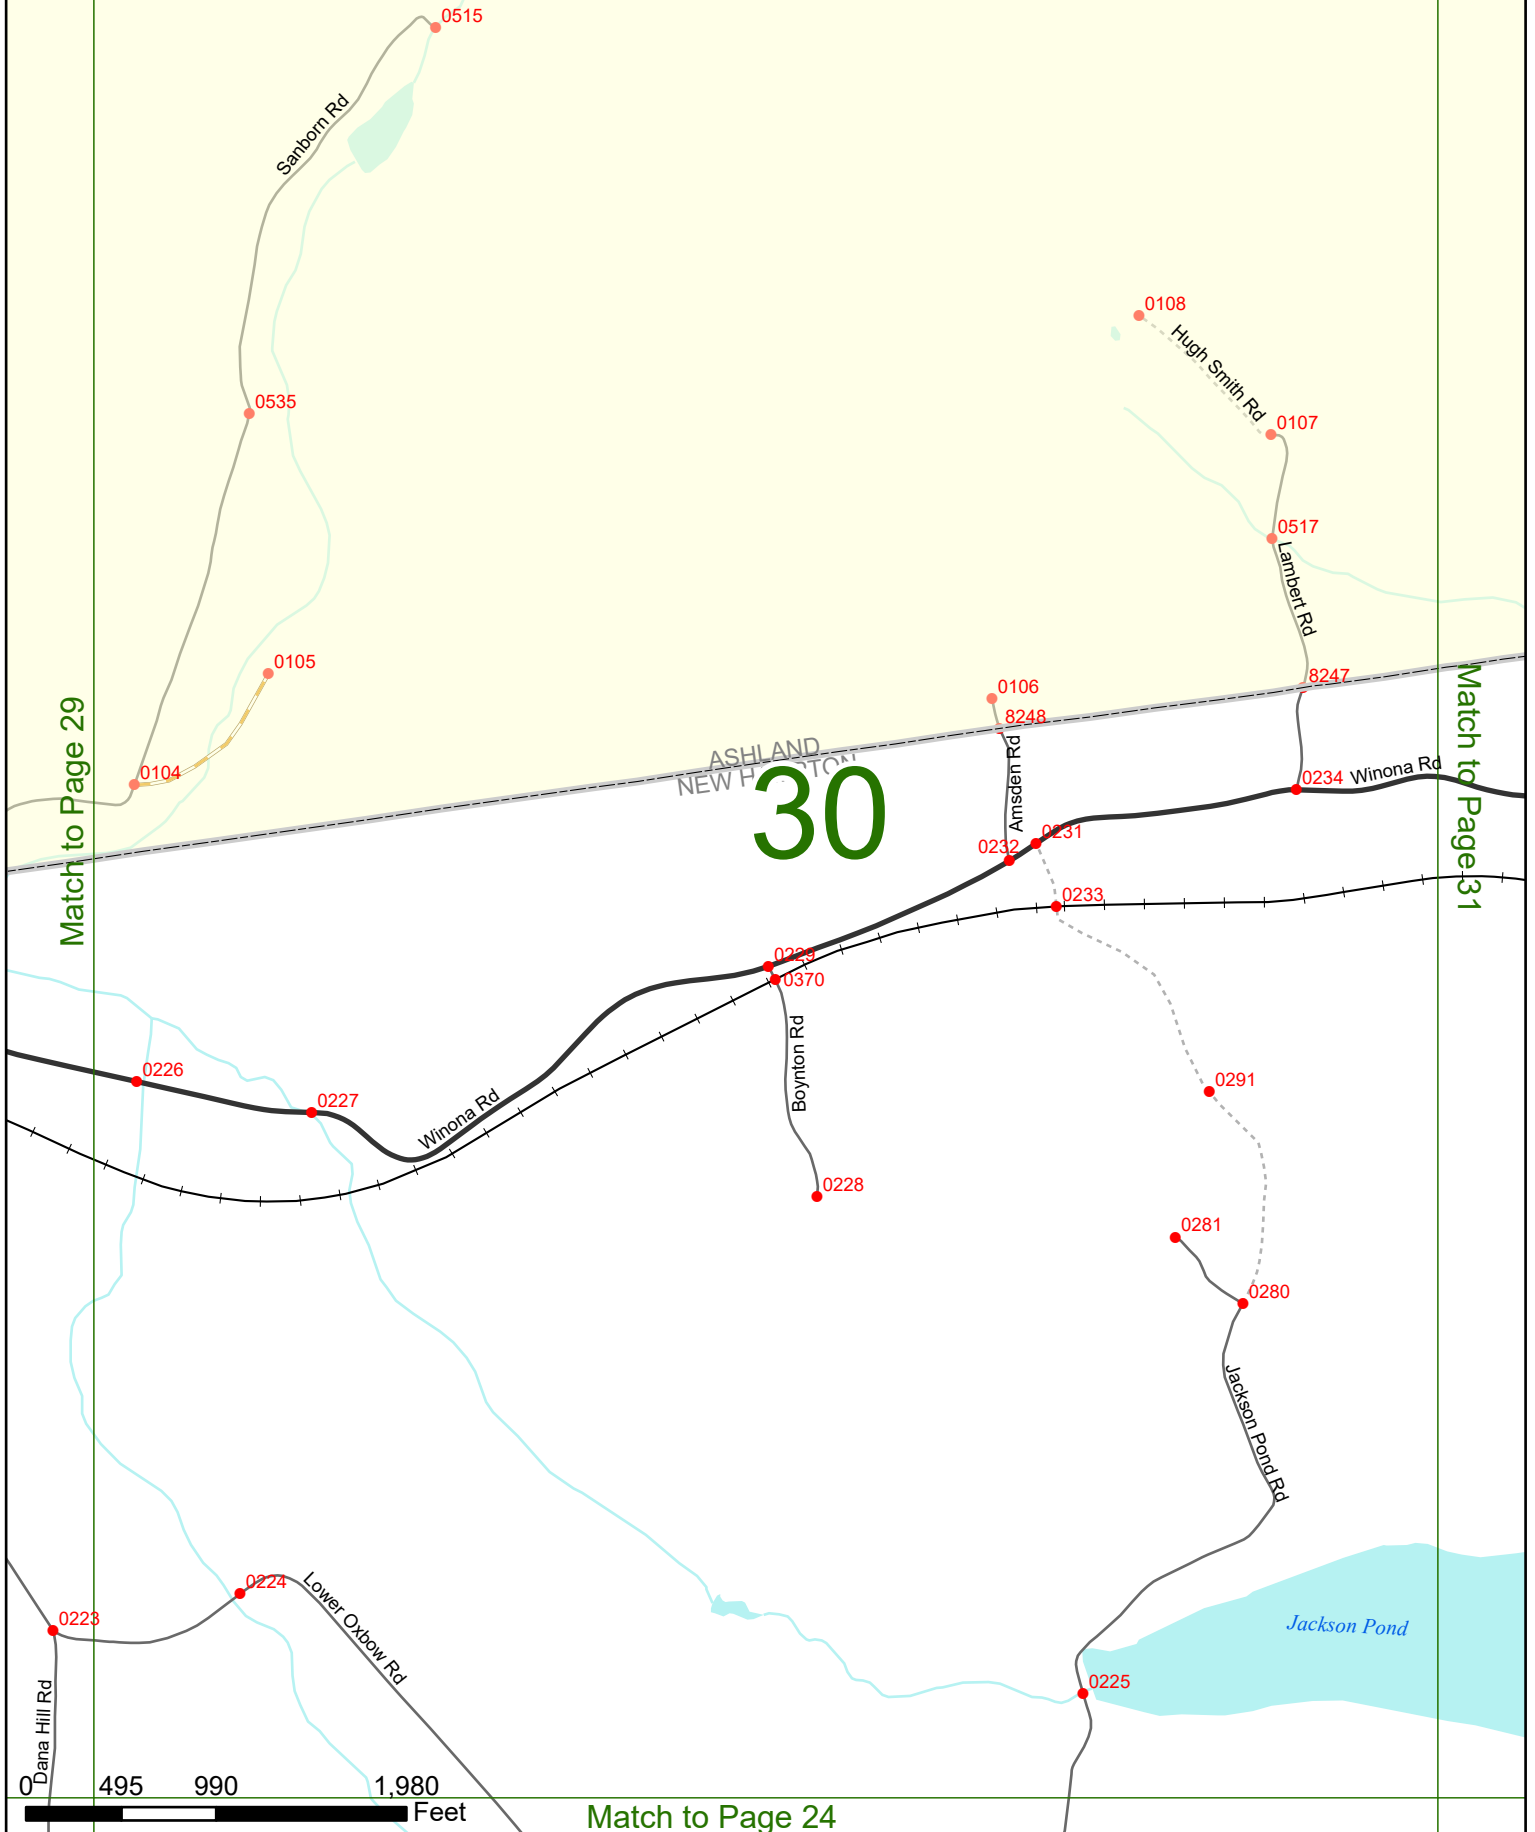 0515
Sanborn Rd
0108
Hugh Smith Rd
0535
0107
0517
Lambert Rd
0105
8247
0106
8248
Match to Page 29
Match to Page 31
0104
ASHLAND
30
Amsden Rd
0234
Winona Rd
0231
0232
0233
0229
0370
Boynton Rd
0226
0227
Winona Rd
0291
0228
0281
0280
Jackson Pond Rd
0224
Lower Oxbow Rd
0223
Jackson Pond
0225
Dana Hill Rd
0 495 990 1,980
Feet
Match to Page 24